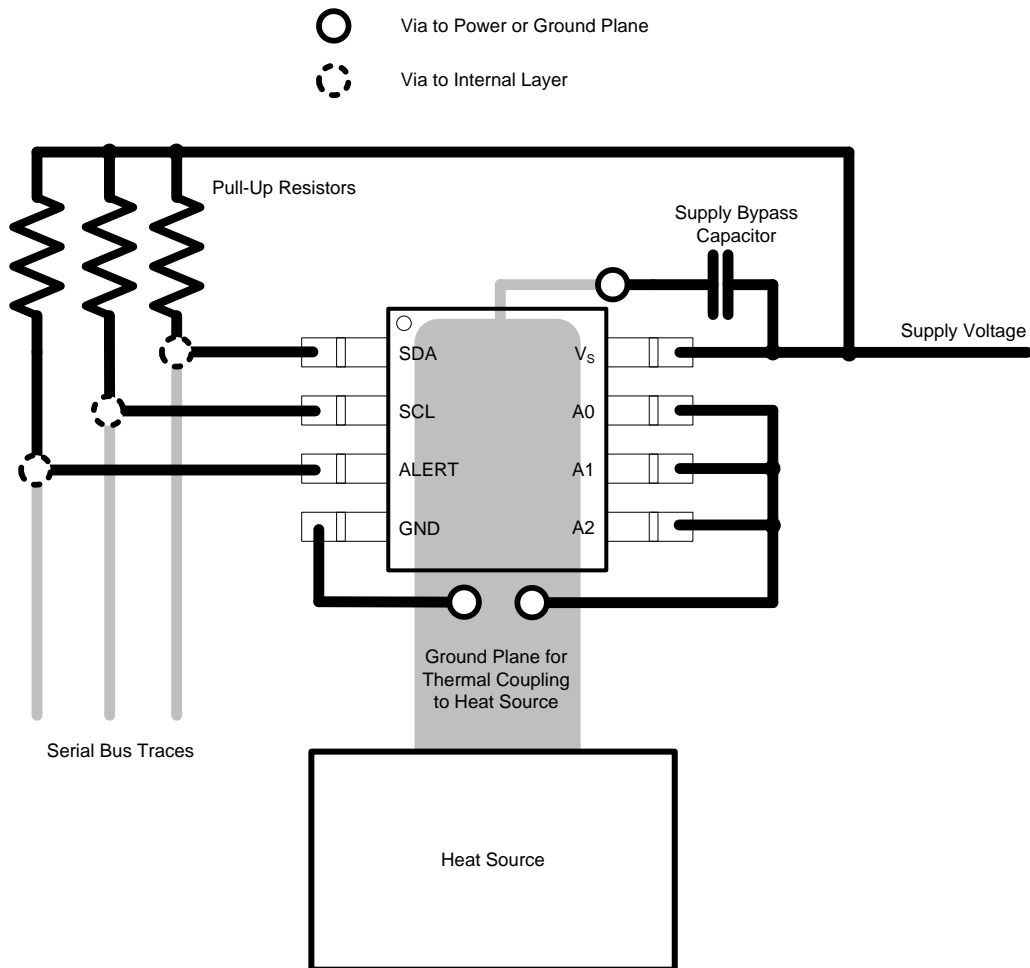 Via to Power or Ground Plane
Via to Internal Layer
Pull-Up Resistors
Supply Bypass
Capacitor
Supply Voltage
SDA
VS
SCL
A0
ALERT
A1
GND
A2
Ground Plane for
Thermal Coupling
to Heat Source
Serial Bus Traces
Heat Source